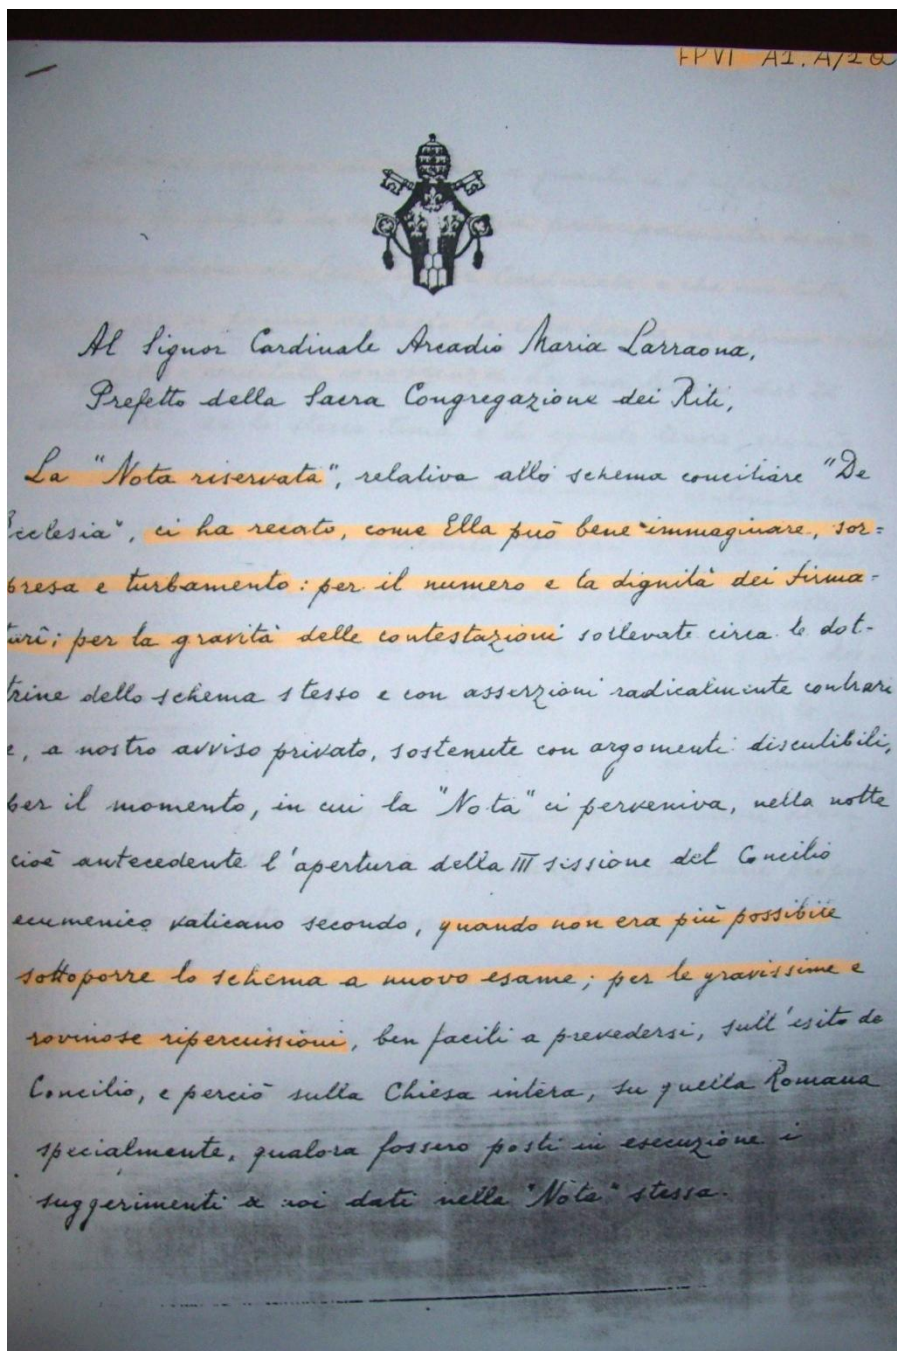 FPVI A1.A/2a
Al Signor Cardinale Arcadio Maria Larraona,
Prefetto della Sacra Congregazione dei Riti,
La "Nota riservata", relativa allo schema conciliare "De
Ecclesia", ci ha recato, come Ella può bene immaginare, sor=
presa e turbamento: per il numero e la dignità dei firma-
tari; per la gravità delle contestazioni sollevate circa le dot-
trine dello schema stesso e con asserzioni radicalmente contrari
e, a nostro avviso privato, sostenute con argomenti discutibili;
per il momento, in cui la "Nota" ci perveniva, nella notte
cioè antecedente l'apertura della III sessione del Concilio
ecumenico vaticano secondo, quando non era più possibile
sottoporre lo schema a nuovo esame; per le gravissime e
rovinose ripercussioni, ben facili a prevedersi, sull'esito de
Concilio, e perciò sulla Chiesa intera, su quella Romana
specialmente, qualora fossero posti in esecuzione i
suggerimenti a noi dati nella "Nota" stessa.